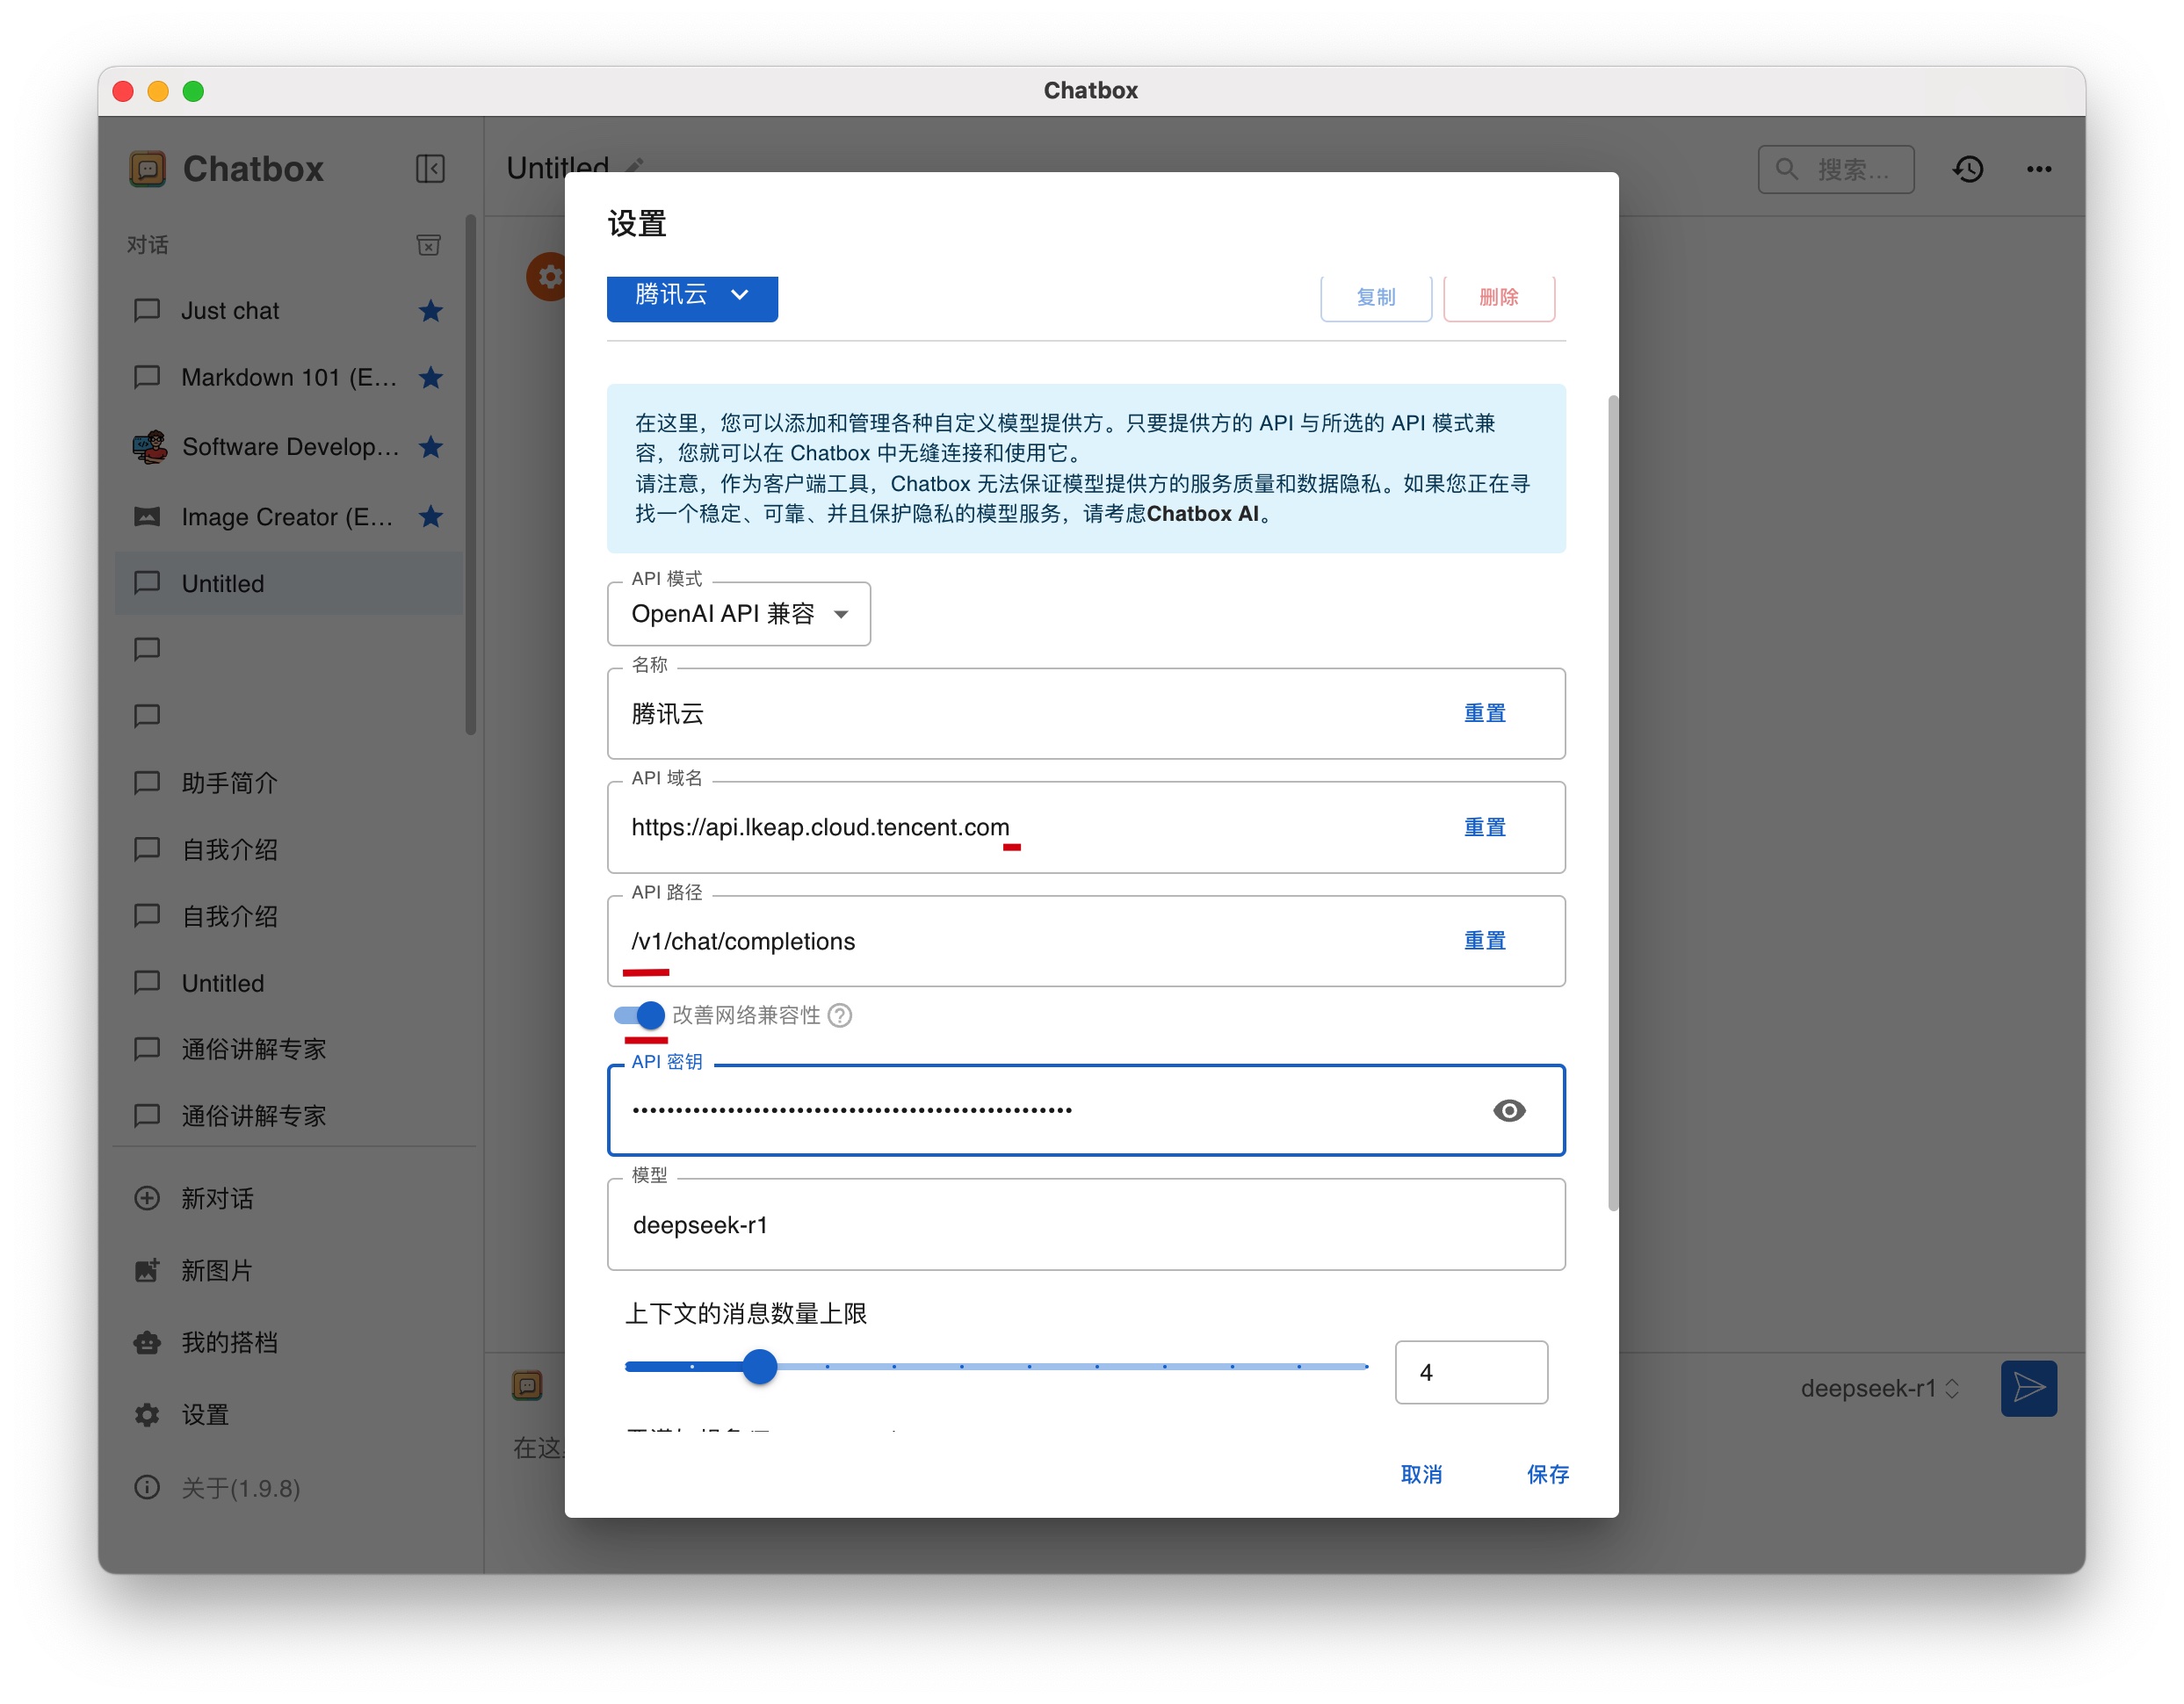 Chatbox
Chatbox
对话
Just chat
Markdown 101 (E...
Software Develop...
Image Creator (E...
Untitled
助手简介
自我介绍
自我介绍
Untitled
通俗讲解专家
通俗讲解专家
新对话
新图片
我的搭档
设置
关于(1.9.8)
Untitled
搜索...
设置
腾讯云
复制
删除
在这里，您可以添加和管理各种自定义模型提供方。只要提供方的 API 与所选的 API 模式兼
容，您就可以在 Chatbox 中无缝连接和使用它。
请注意，作为客户端工具，Chatbox 无法保证模型提供方的服务质量和数据隐私。如果您正在寻
找一个稳定、可靠、并且保护隐私的模型服务，请考虑Chatbox AI。
API 模式
OpenAI API 兼容
名称
腾讯云
重置
API 域名
https://api.lkeap.cloud.tencent.com
重置
API 路径
/v1/chat/completions
重置
改善网络兼容性
API 密钥
模型
deepseek-r1
上下文的消息数量上限
4
取消
保存
在这
deepseek-r1